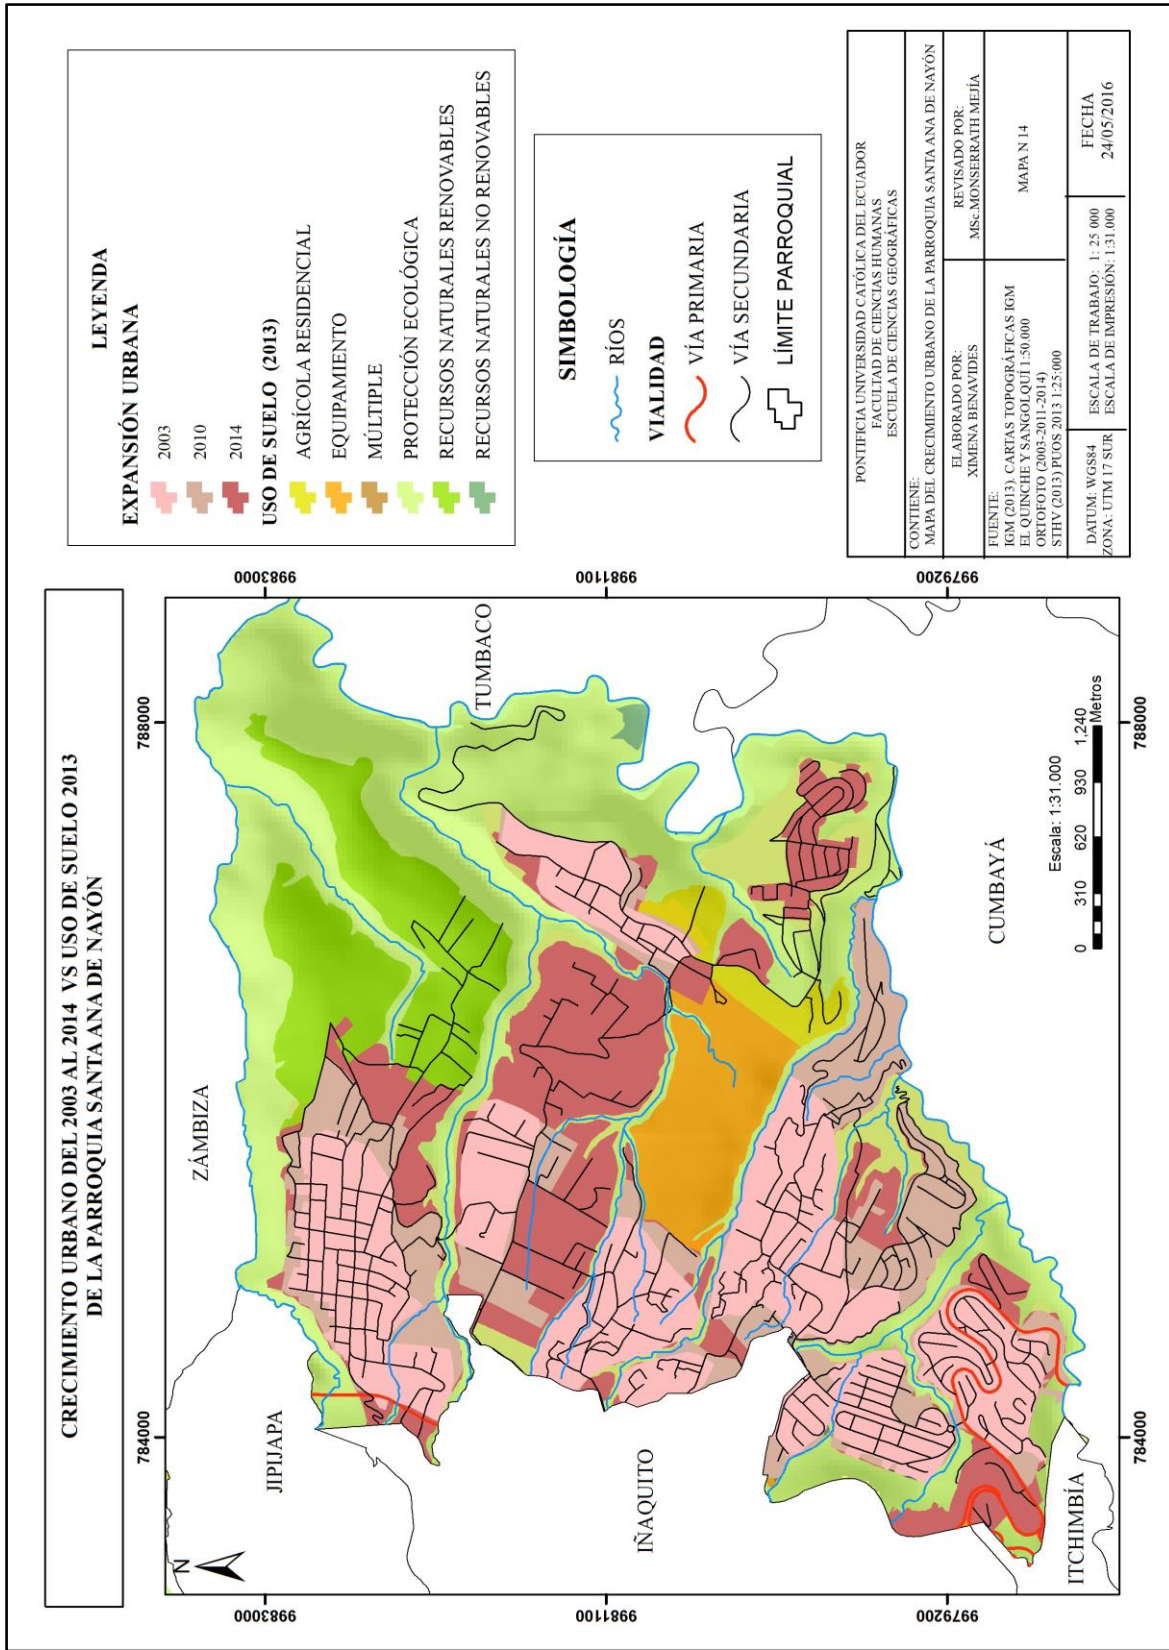 CRECIMIENTO URBANO DEL 2003 AL 2014 VS USO DE SUELO 2013
DE LA PARROQUIA SANTA ANA DE NAYÓN
784000
788000
9983000
9981100
9979200
9983000
9981100
9979200
784000
788000
N
JIPIJAPA
ZÁMBIZA
TUMBACO
IÑAQUITO
CUMBAYÁ
ITCHIMBÍA
Escala: 1:31.000
0 310 620 930 1.240
Metros
LEYENDA
EXPANSIÓN URBANA
2003
2010
2014
USO DE SUELO (2013)
AGRÍCOLA RESIDENCIAL
EQUIPAMIENTO
MÚLTIPLE
PROTECCIÓN ECOLÓGICA
RECURSOS NATURALES RENOVABLES
RECURSOS NATURALES NO RENOVABLES
SIMBOLOGÍA
RÍOS
VIALIDAD
VÍA PRIMARIA
VÍA SECUNDARIA
LÍMITE PARROQUIAL
PONTIFICIA UNIVERSIDAD CATÓLICA DEL ECUADOR
FACULTAD DE CIENCIAS HUMANAS
ESCUELA DE CIENCIAS GEOGRÁFICAS
CONTIENE:
MAPA DEL CRECIMIENTO URBANO DE LA PARROQUIA SANTA ANA DE NAYÓN
ELABORADO POR:
XIMENA BENAVIDES
REVISADO POR:
MSc.MONSERRATH MEJÍA
FUENTE:
IGM (2013). CARTAS TOPOGRÁFICAS IGM
EL QUINCHE Y SANGOLQUÍ 1:50.000
ORTOFOTO (2003-2011-2014)
STHV (2013) PUOS 2013 1:25:000
MAPA N 14
DATUM: WGS84
ZONA: UTM 17 SUR
ESCALA DE TRABAJO: 1: 25 000
ESCALA DE IMPRESIÓN: 1:31.000
FECHA
24/05/2016